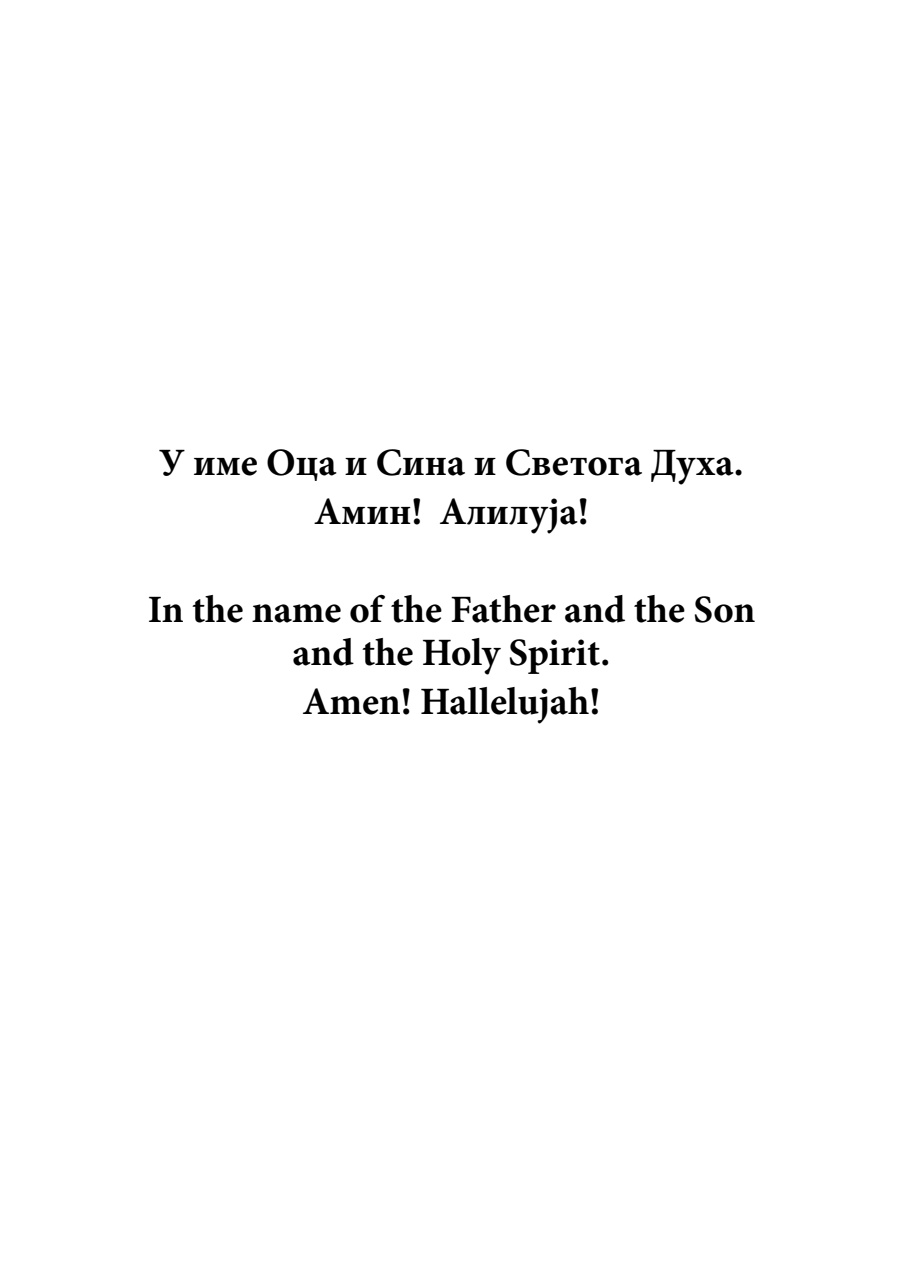 У име Оца и Сина и Светога Духа.
Амин!  Алилуја!
In the name of the Father and the Son
and the Holy Spirit.
Amen! Hallelujah!